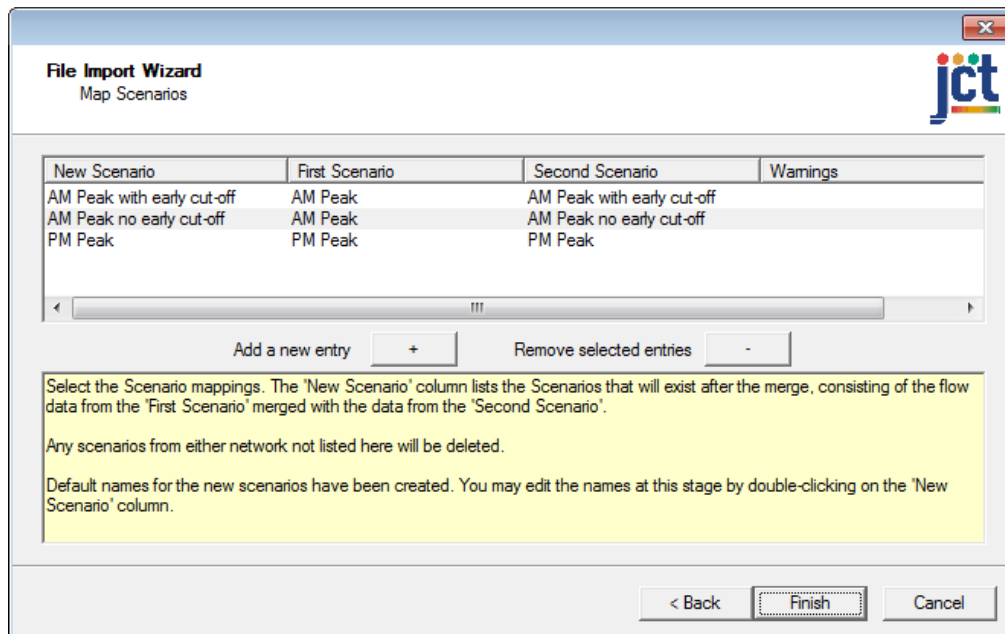 File Import Wizard
Map Scenarios
jct
New Scenario First Scenario Second Scenario Warnings
AM Peak with early cut-off AM Peak AM Peak with early cut-off
AM Peak no early cut-off AM Peak AM Peak no early cut-off
PM Peak PM Peak PM Peak
Add a new entry + Remove selected entries -
Select the Scenario mappings. The 'New Scenario' column lists the Scenarios that will exist after the merge, consisting of the flow
data from the 'First Scenario' merged with the data from the 'Second Scenario'.
Any scenarios from either network not listed here will be deleted.
Default names for the new scenarios have been created. You may edit the names at this stage by double-clicking on the 'New
Scenario' column.
< Back Finish Cancel